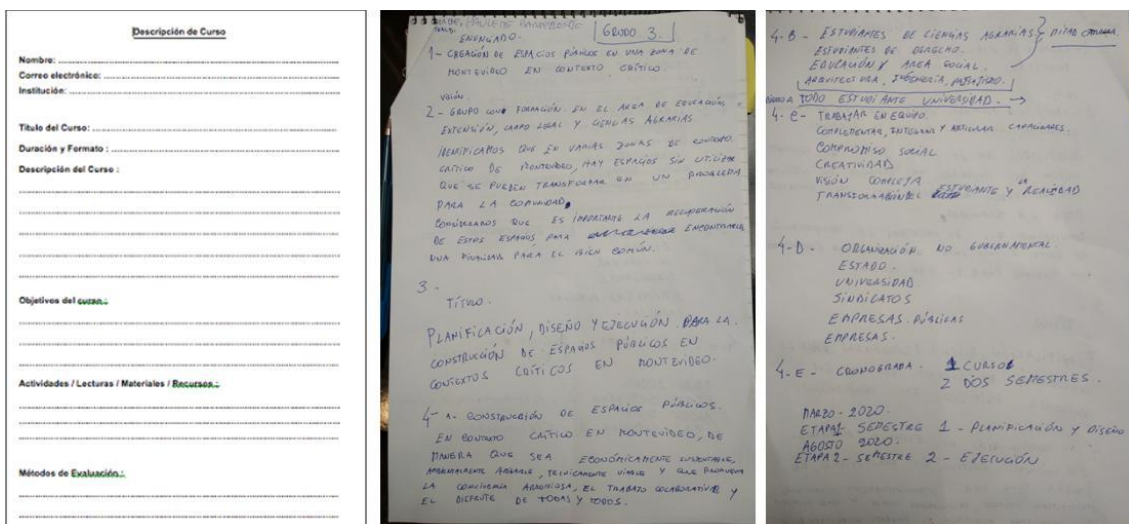 Descripción de Curso
Nombre:
Correo electrónico:
Institución:
Título del Curso:
Duración y Formato :
Descripción del Curso :
Objetivos del curso :
Actividades / Lecturas / Materiales / Recursos :
Métodos de Evaluación :
GRUPO 3.
1- CREACIÓN DE ESPACIOS PÚBLICOS EN UNA ZONA DE
MONTEVIDEO EN CONTEXTO CRÍTICO.
VISIÓN.
2- GRUPO CON FORMACIÓN EN EL AREA DE EDUCACIÓN,
EXTENSIÓN, CAMPO LEGAL Y CIENCIAS AGRARIAS
IDENTIFICAMOS QUE EN VARIAS ZONAS DE CONTEXTO
CRÍTICO DE MONTEVIDEO, HAY ESPACIOS SIN UTILIZAR
QUE SE PUEDEN TRANSFORMAR EN UN PROBLEMA
PARA LA COMUNIDAD.
CONSIDERAMOS QUE ES IMPORTANTE LA RECUPERACIÓN
DE ESTOS ESPACIOS PARA ENCONTRARLE
UNA FINALIDAD PARA EL BIEN COMÚN.
3 -
TÍTULO.
PLANIFICACIÓN, DISEÑO Y EJECUCIÓN PARA LA
CONSTRUCCIÓN DE ESPACIOS PÚBLICOS EN
CONTEXTOS CRÍTICOS EN MONTEVIDEO.
4- A- CONSTRUCCIÓN DE ESPACIOS PÚBLICOS.
EN CONTEXTO CRÍTICO EN MONTEVIDEO, DE
MANERA QUE SEA ECONÓMICAMENTE SUSTENTABLE,
AMBIENTALMENTE AMIGABLE, TÉCNICAMENTE VIABLE Y QUE PROMUEVA
LA CONVIVENCIA ARMONIOSA, EL TRABAJO COLABORATIVO Y
EL DISFRUTE DE TODAS Y TODOS.
4-B - ESTUDIANTES DE CIENCIAS AGRARIAS
ESTUDIANTES DE DERECHO.
EDUCACIÓN Y AREA SOCIAL.
ARQUITECTURA, INGENIERÍA,
TODO ESTUDIANTE UNIVERSIDAD. →
4- C- TRABAJAR EN EQUIPO.
COMPLEMENTAR, INTEGRAR Y ARTICULAR CAPACIDADES.
COMPROMISO SOCIAL
CREATIVIDAD
VISIÓN COMPLEJA
TRANSFORMACIÓN DEL ESTUDIANTE Y LA REALIDAD
4-D - ORGANIZACIÓN NO GUBERNAMENTAL.
ESTADO.
UNIVERSIDAD
SINDICATOS
EMPRESAS PÚBLICAS
EMPRESAS.
4-E - CRONOGRAMA. 1 CURSO
2 DOS SEMESTRES.
MARZO - 2020.
ETAPA 1 SEMESTRE 1 - PLANIFICACIÓN Y DISEÑO
AGOSTO 2020.
ETAPA 2 - SEMESTRE 2 - EJECUCIÓN